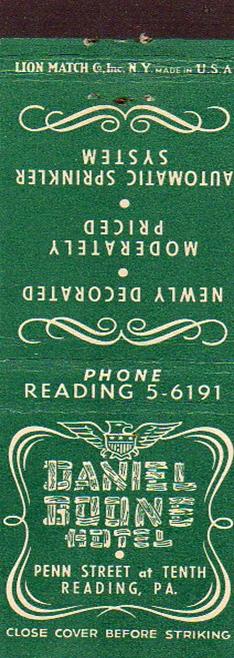 LION MATCH Co., Inc. N.Y. MADE IN U.S.A
NEWLY DECORATED
MODERATELY
PRICED
AUTOMATIC SPRINKLER
SYSTEM
PHONE
READING 5-6191
DANIEL
BOONE
HOTEL
PENN STREET at TENTH
READING, PA.
CLOSE COVER BEFORE STRIKING